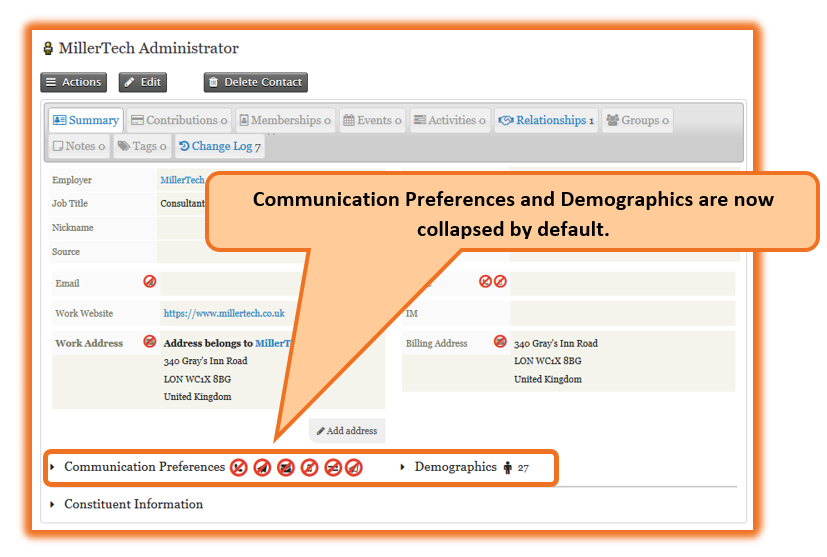 MillerTech Administrator
Actions Edit Delete Contact
Summary Contributions 0 Memberships 0 Events 0 Activities 0 Relationships 1 Groups 0
Notes 0 Tags 0 Change Log 7
Employer MillerTech
Job Title Consultant
Nickname
Source
Communication Preferences and Demographics are now
collapsed by default.
Email
Work Website https://www.millertech.co.uk IM
Work Address Address belongs to MillerT
340 Gray's Inn Road
LON WC1X 8BG
United Kingdom
Billing Address 340 Gray's Inn Road
LON WC1X 8BG
United Kingdom
Add address
Communication Preferences Demographics 27
Constituent Information